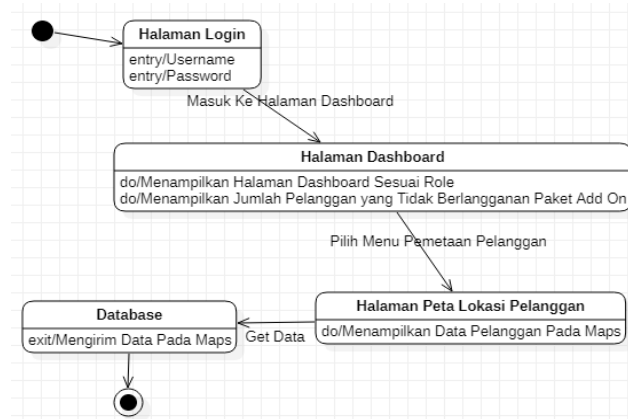 Halaman Login
entry/Username
entry/Password
Masuk Ke Halaman Dashboard
Halaman Dashboard
do/Menampilkan Halaman Dashboard Sesuai Role
do/Menampilkan Jumlah Pelanggan yang Tidak Berlangganan Paket Add On
Pilih Menu Pemetaan Pelanggan
Halaman Peta Lokasi Pelanggan
do/Menampilkan Data Pelanggan Pada Maps
Get Data
Database
exit/Mengirim Data Pada Maps